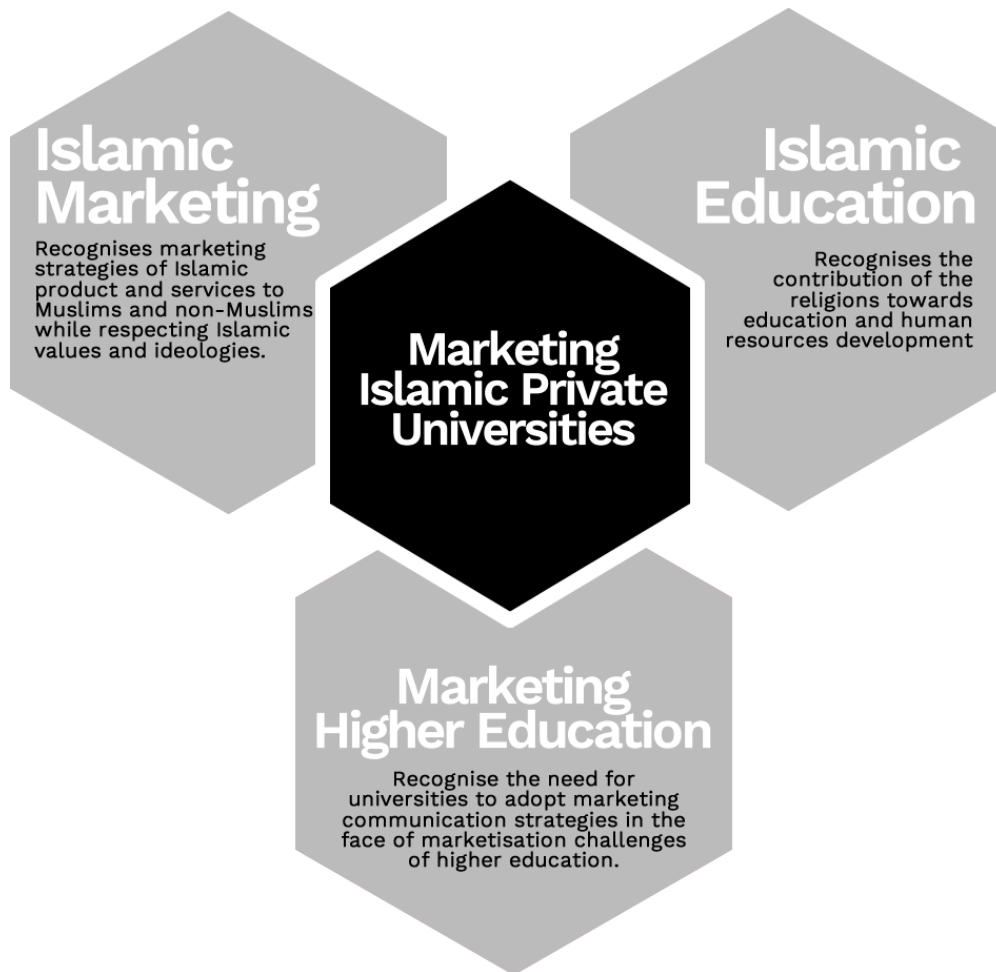 Islamic
Marketing
Recognises marketing
strategies of Islamic
product and services to
Muslims and non-Muslims
while respecting Islamic
values and ideologies.
Islamic
Education
Recognises the
contribution of the
religions towards
education and human
resources development
Marketing
Islamic Private
Universities
Marketing
Higher Education
Recognise the need for
universities to adopt marketing
communication strategies in the
face of marketisation challenges
of higher education.